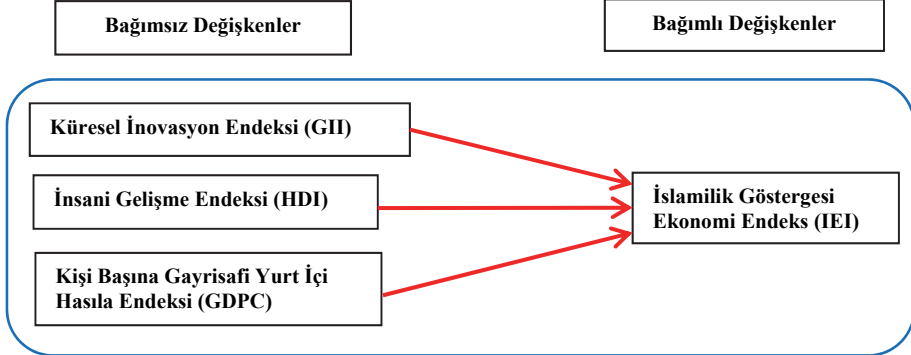 Bağımsız Değişkenler
Bağımlı Değişkenler
Küresel İnovasyon Endeksi (GII)
İnsani Gelişme Endeksi (HDI)
Kişi Başına Gayrisafi Yurt İçi
Hasıla Endeksi (GDPC)
İslamilik Göstergesi
Ekonomi Endeks (IEI)